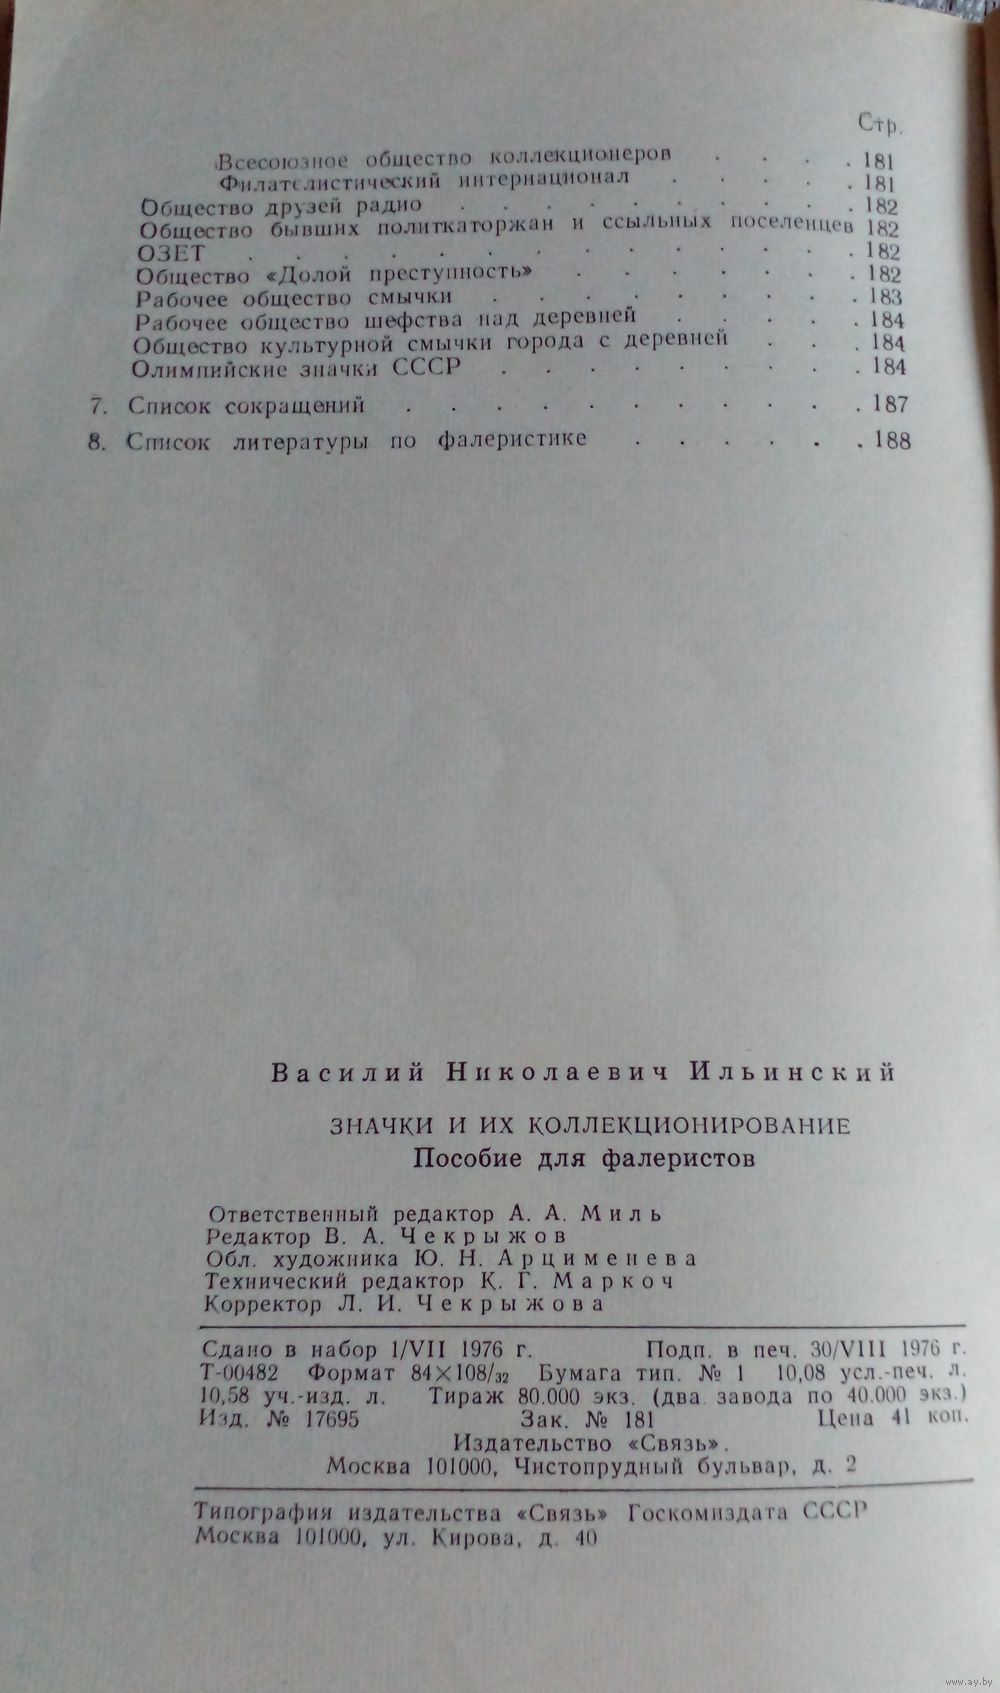 Стр.
Всесоюзное общество коллекционеров . . . . 181
Филателистический интернационал . . . . . 181
Общество друзей радио . . . . . . . . . . 182
Общество бывших политкаторжан и ссыльных поселенцев 182
ОЗЕТ . . . . . . . . . . . . . . 182
Общество «Долой преступность» . . . . . . . 182
Рабочее общество смычки . . . . . . . . . 183
Рабочее общество шефства над деревней . . . . . 184
Общество культурной смычки города с деревней . . . 184
Олимпийские значки СССР . . . . . . . . . 184
7. Список сокращений . . . . . . . . . . . 187
8. Список литературы по фалеристике . . . . . . 188
Василий Николаевич Ильинский
ЗНАЧКИ И ИХ КОЛЛЕКЦИОНИРОВАНИЕ
Пособие для фалеристов
Ответственный редактор А. А. Миль
Редактор В. А. Чекрыжов
Обл. художника Ю. Н. Арцименева
Технический редактор К. Г. Маркоч
Корректор Л. И. Чекрыжова
Сдано в набор 1/VII 1976 г. Подп. в печ. 30/VIII 1976 г.
Т-00482 Формат 84×108/32 Бумага тип. № 1 10,08 усл.-печ. л.
10,58 уч.-изд. л. Тираж 80.000 экз. (два завода по 40.000 экз.)
Изд. № 17695 Зак. № 181 Цена 41 коп.
Издательство «Связь».
Москва 101000, Чистопрудный бульвар, д. 2
Типография издательства «Связь» Госкомиздата СССР
Москва 101000, ул. Кирова, д. 40
www.ay.by